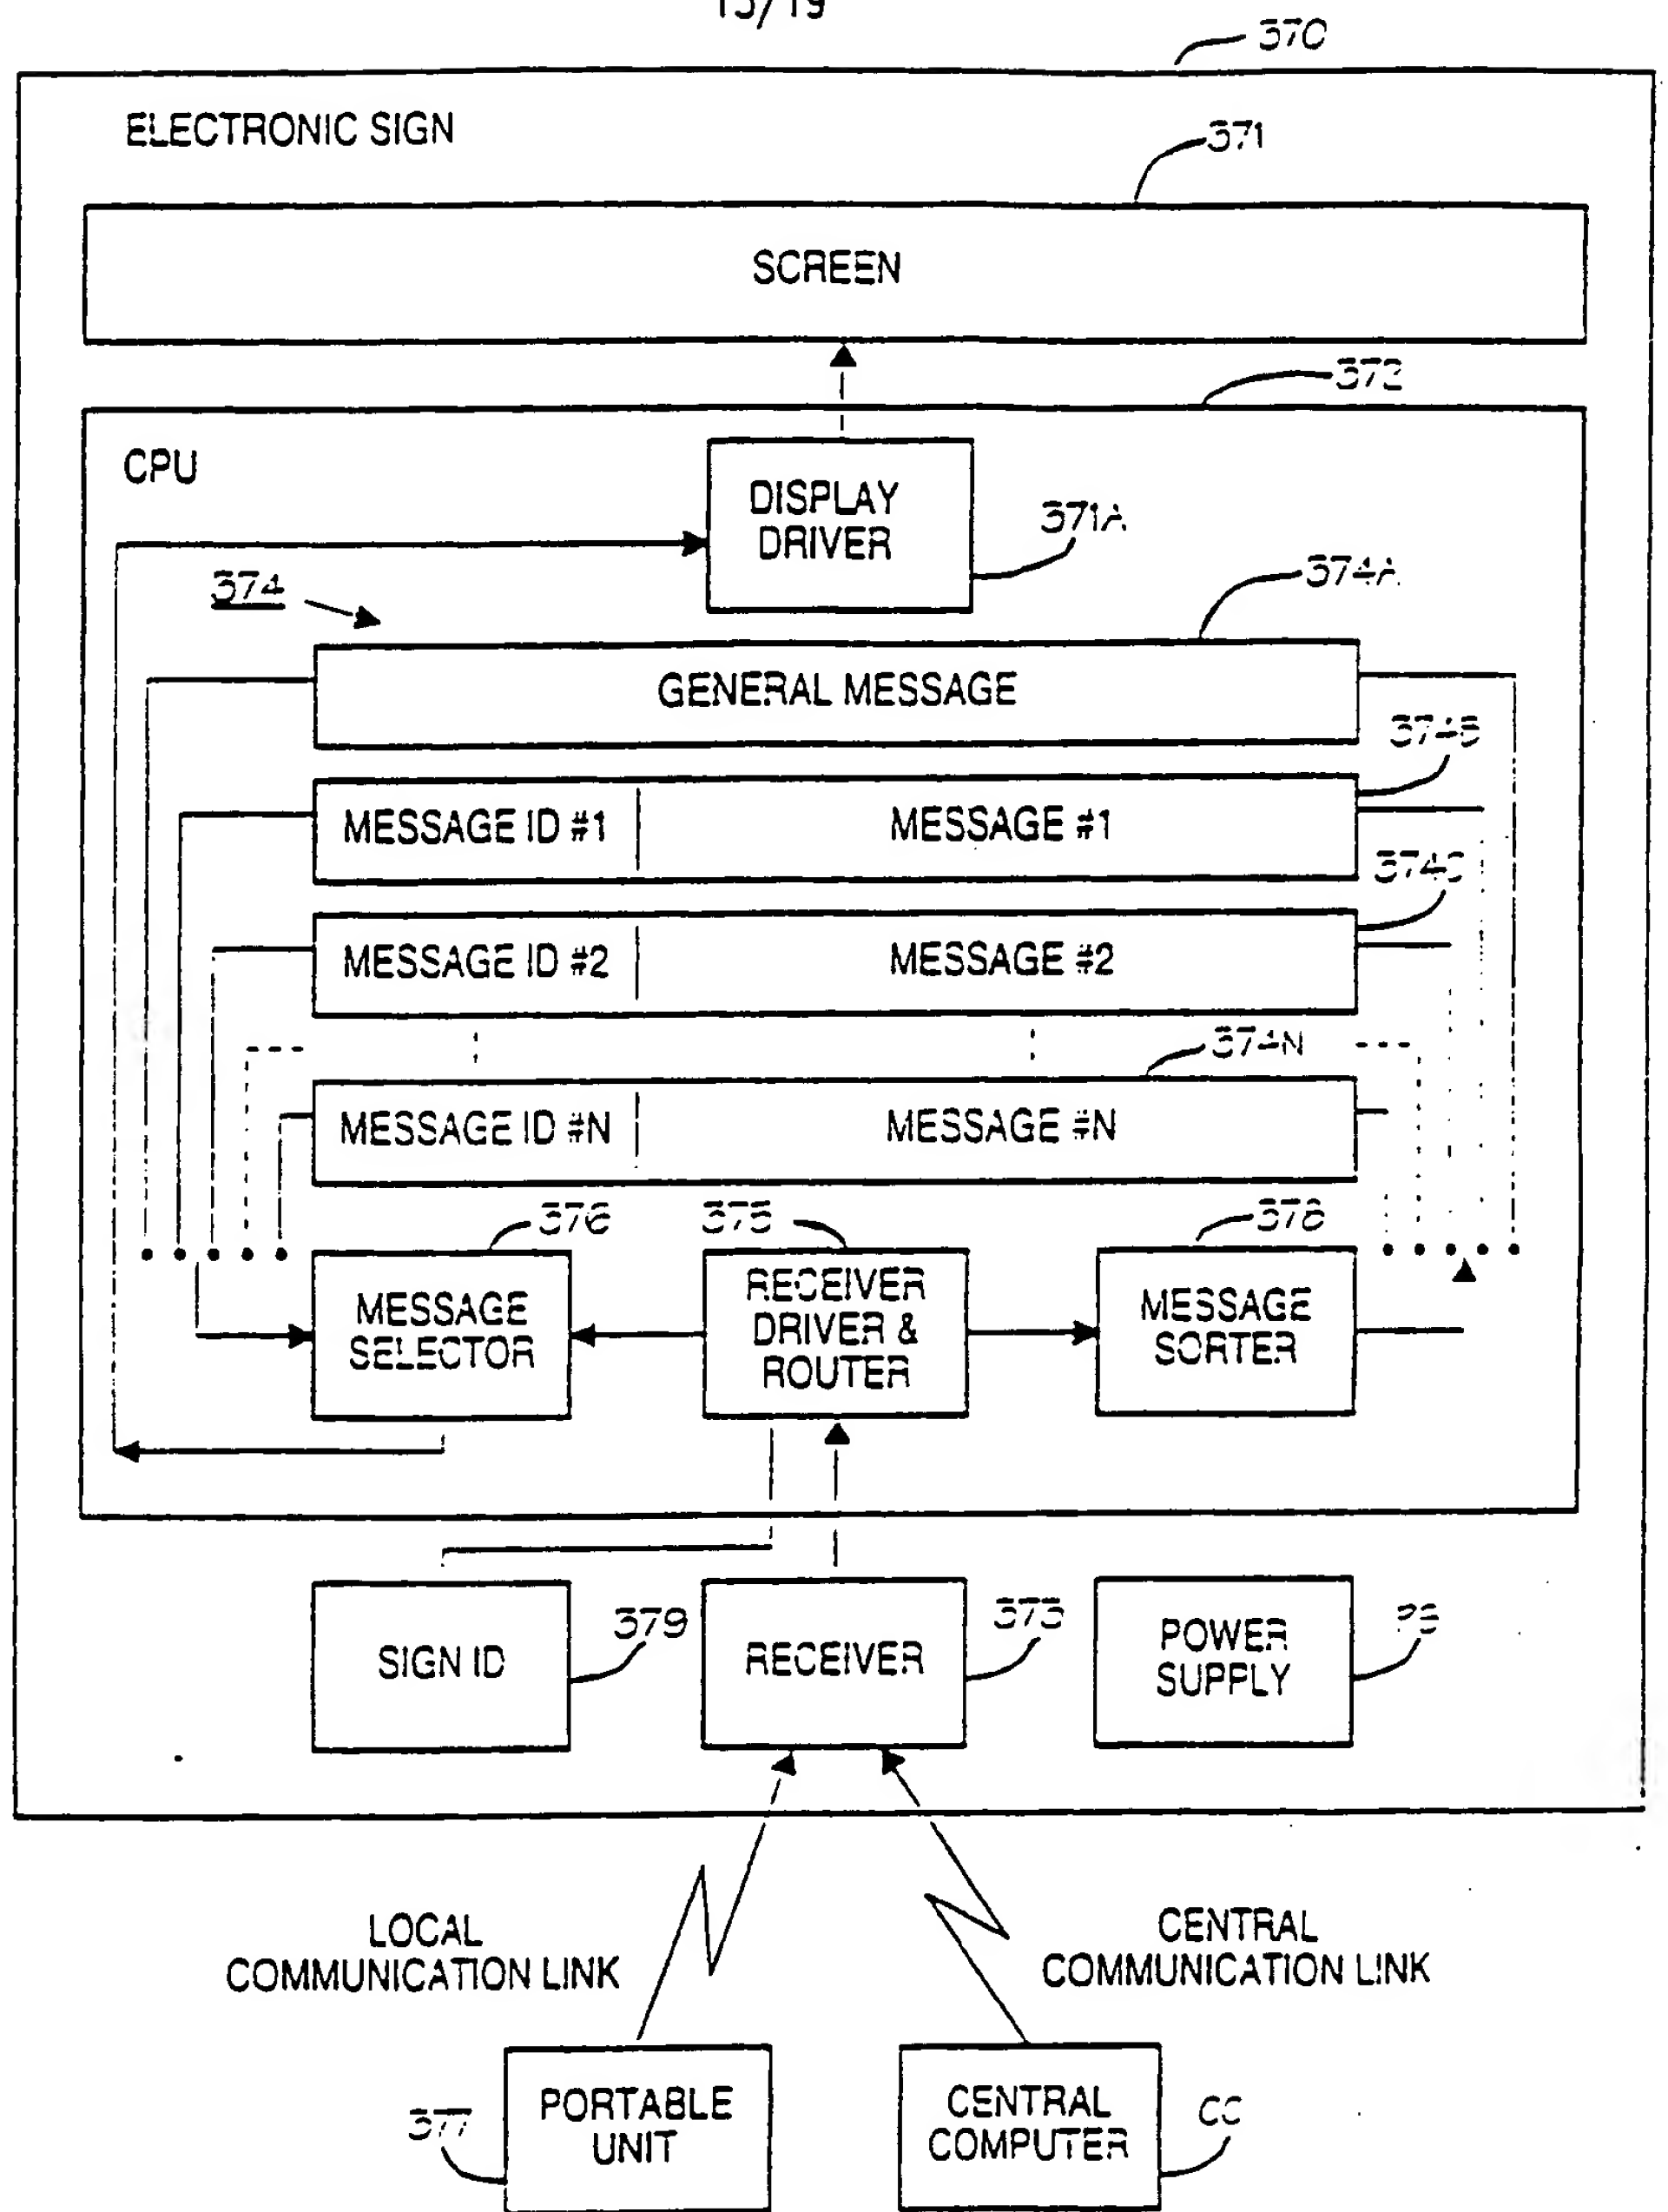 15/19
370
ELECTRONIC SIGN
371
SCREEN
372
CPU
DISPLAY
DRIVER
371A
374
374A
GENERAL MESSAGE
374B
MESSAGE ID #1
MESSAGE #1
374C
MESSAGE ID #2
MESSAGE #2
374N
MESSAGE ID #N
MESSAGE #N
376
375
378
MESSAGE
SELECTOR
RECEIVER
DRIVER &
ROUTER
MESSAGE
SORTER
SIGN ID
379
RECEIVER
373
POWER
SUPPLY
PS
LOCAL
COMMUNICATION LINK
CENTRAL
COMMUNICATION LINK
377
PORTABLE
UNIT
CENTRAL
COMPUTER
CC